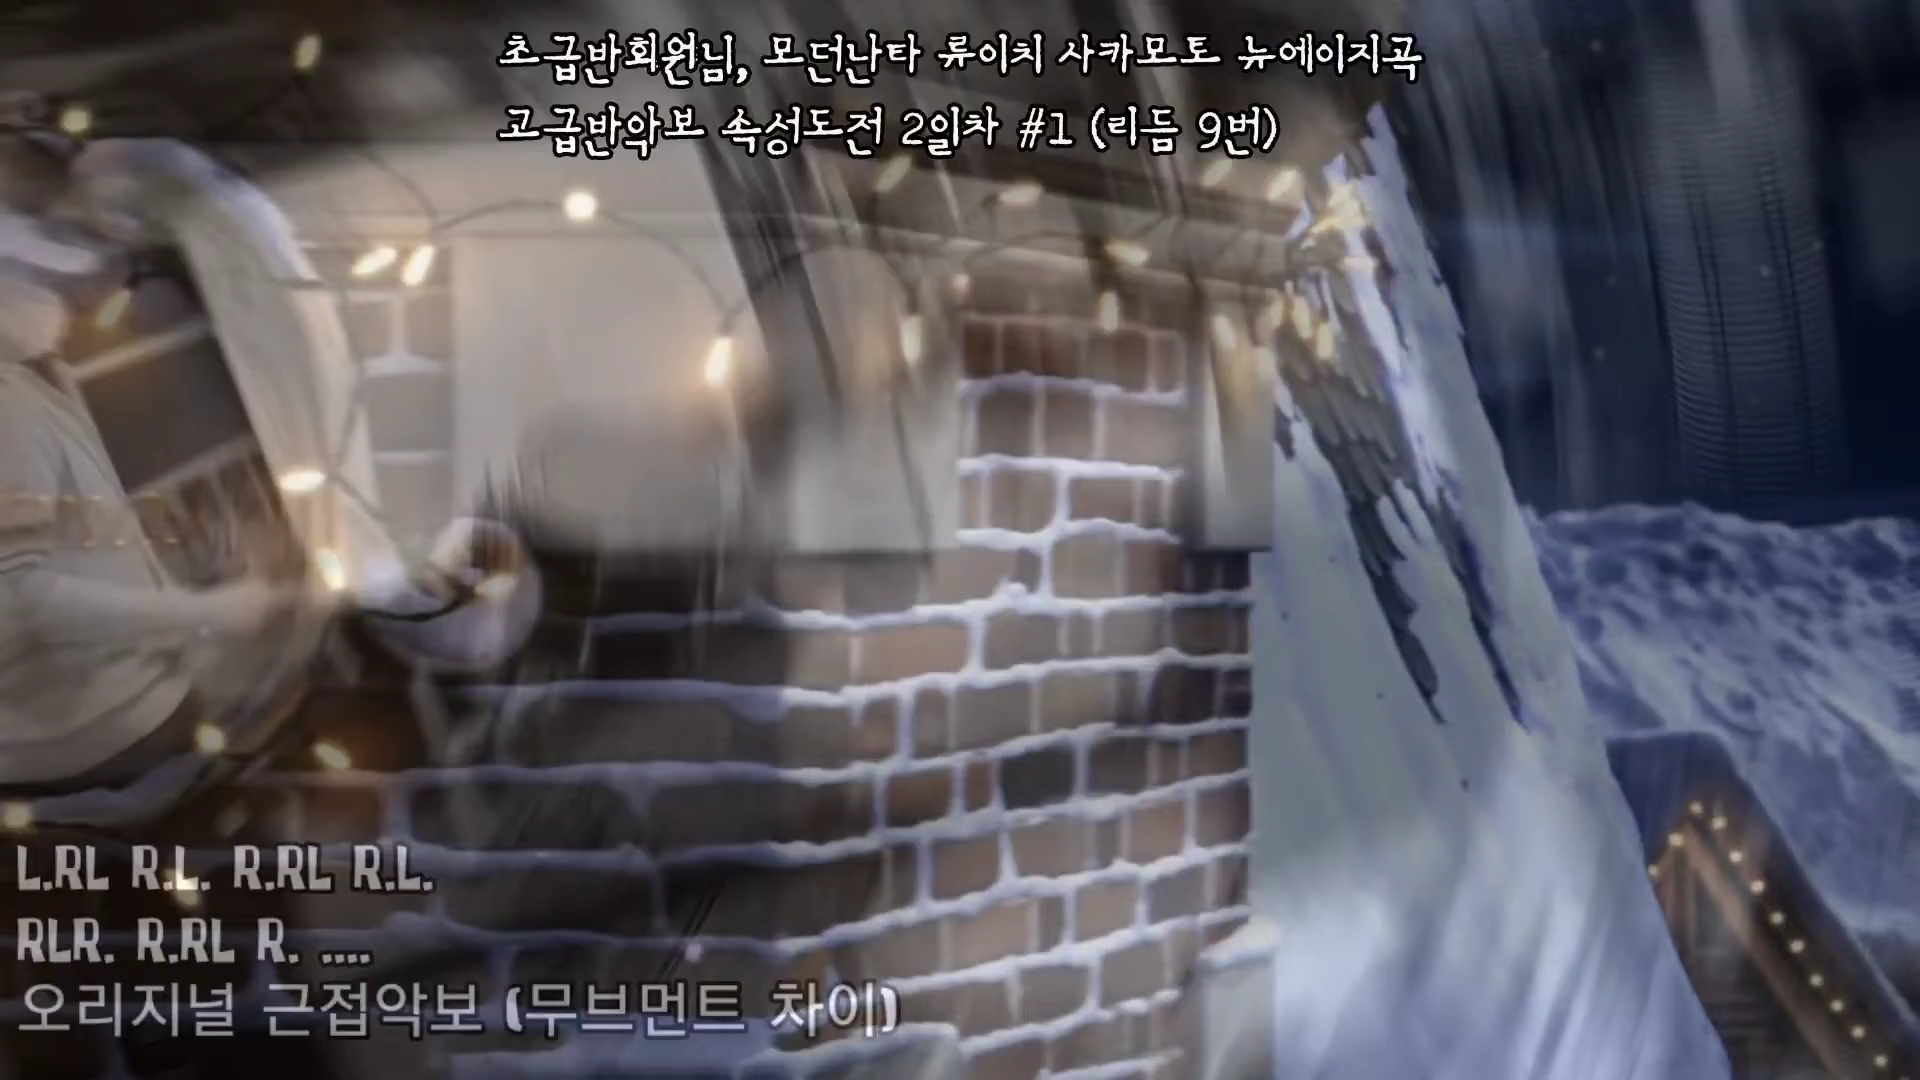 초급반회원님, 모던난타 류이치 사카모토 뉴에이지곡
고급반악보 속성도전 2일차 #1 (리듬 9번)
L.RL R.L. R.RL R.L.
RLR. R.RL R. ....
오리지널 근접악보 (무브먼트 차이)